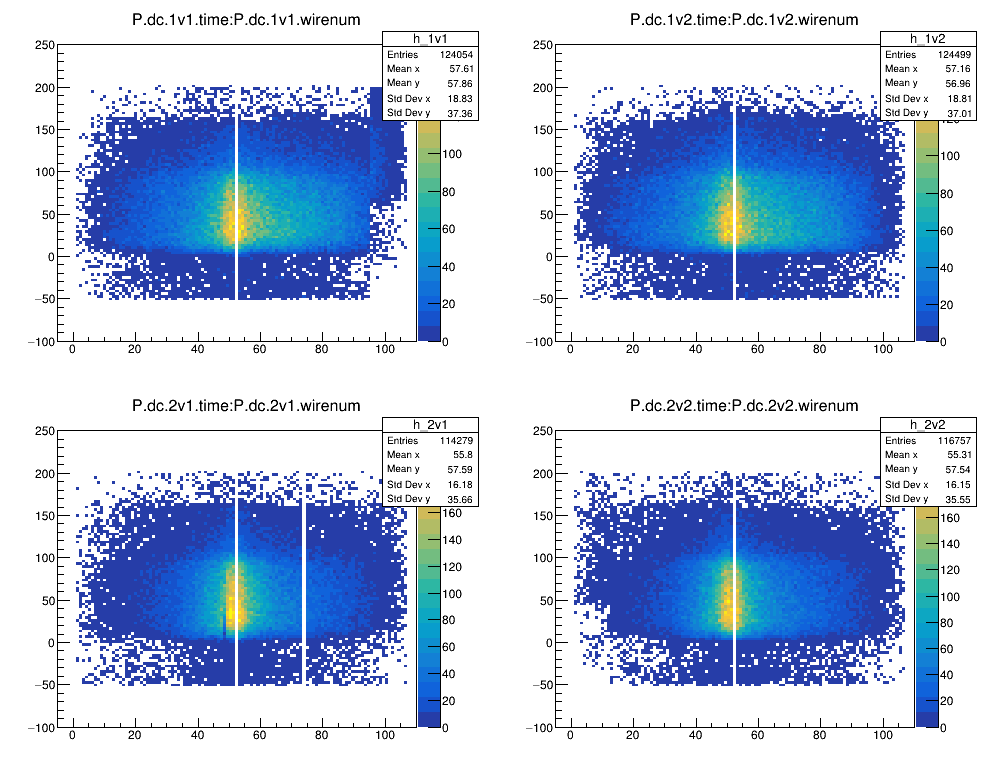 P.dc.1v1.time:P.dc.1v1.wirenum
h_1v1
Entries 124054
Mean x 57.61
Mean y 57.86
Std Dev x 18.83
Std Dev y 37.36
250
200
150
100
50
0
−50
−100
0 20 40 60 80 100
100
80
60
40
20
0
P.dc.1v2.time:P.dc.1v2.wirenum
h_1v2
Entries 124499
Mean x 57.16
Mean y 56.96
Std Dev x 18.81
Std Dev y 37.01
250
200
150
100
50
0
−50
−100
0 20 40 60 80 100
120
100
80
60
40
20
0
P.dc.2v1.time:P.dc.2v1.wirenum
h_2v1
Entries 114279
Mean x 55.8
Mean y 57.59
Std Dev x 16.18
Std Dev y 35.66
250
200
150
100
50
0
−50
−100
0 20 40 60 80 100
160
140
120
100
80
60
40
20
0
P.dc.2v2.time:P.dc.2v2.wirenum
h_2v2
Entries 116757
Mean x 55.31
Mean y 57.54
Std Dev x 16.15
Std Dev y 35.55
250
200
150
100
50
0
−50
−100
0 20 40 60 80 100
160
140
120
100
80
60
40
20
0